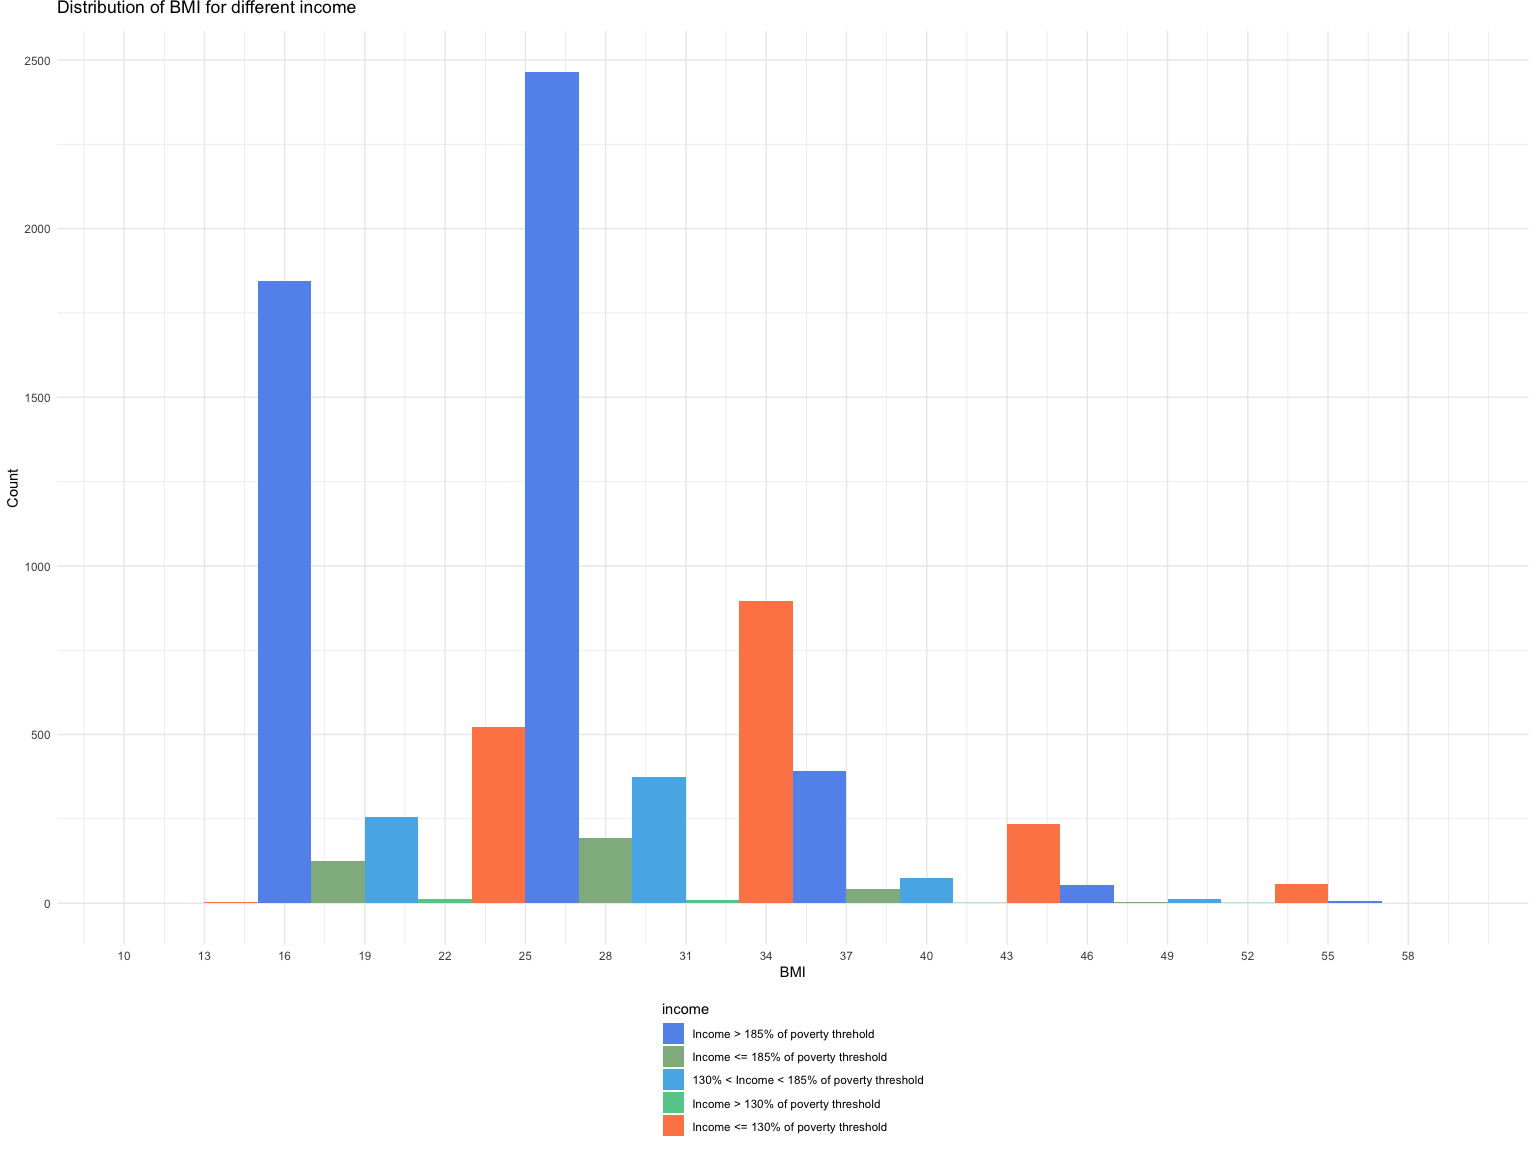 Distribution of BMI for different income
2500
2000
1500
1000
500
0
Count
10 13 16 19 22 25 28 31 34 37 40 43 46 49 52 55 58
BMI
income
Income > 185% of poverty threhold
Income <= 185% of poverty threshold
130% < Income < 185% of poverty threshold
Income > 130% of poverty threshold
Income <= 130% of poverty threshold